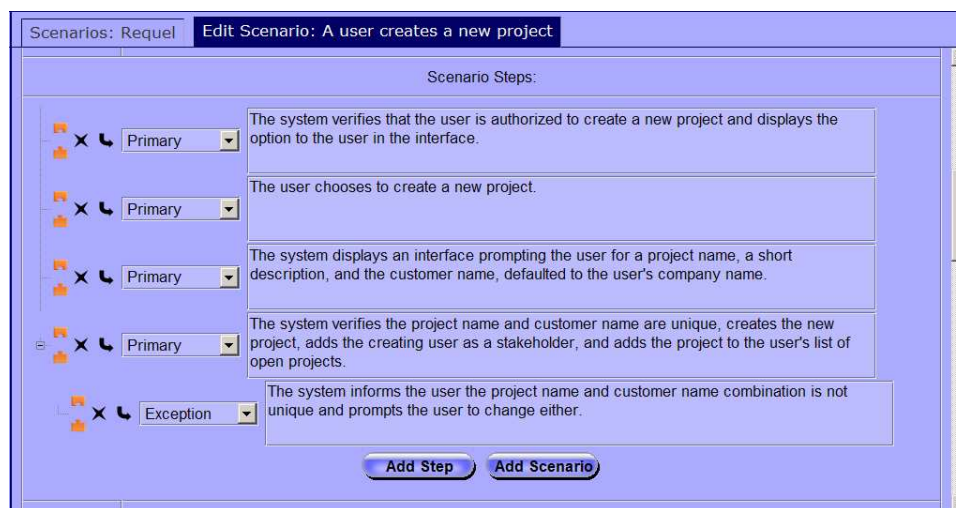 Scenarios: Requel
Edit Scenario: A user creates a new project
Scenario Steps:
Primary
The system verifies that the user is authorized to create a new project and displays the
option to the user in the interface.
Primary
The user chooses to create a new project.
Primary
The system displays an interface prompting the user for a project name, a short
description, and the customer name, defaulted to the user's company name.
Primary
The system verifies the project name and customer name are unique, creates the new
project, adds the creating user as a stakeholder, and adds the project to the user's list of
open projects.
Exception
The system informs the user the project name and customer name combination is not
unique and prompts the user to change either.
Add Step
Add Scenario